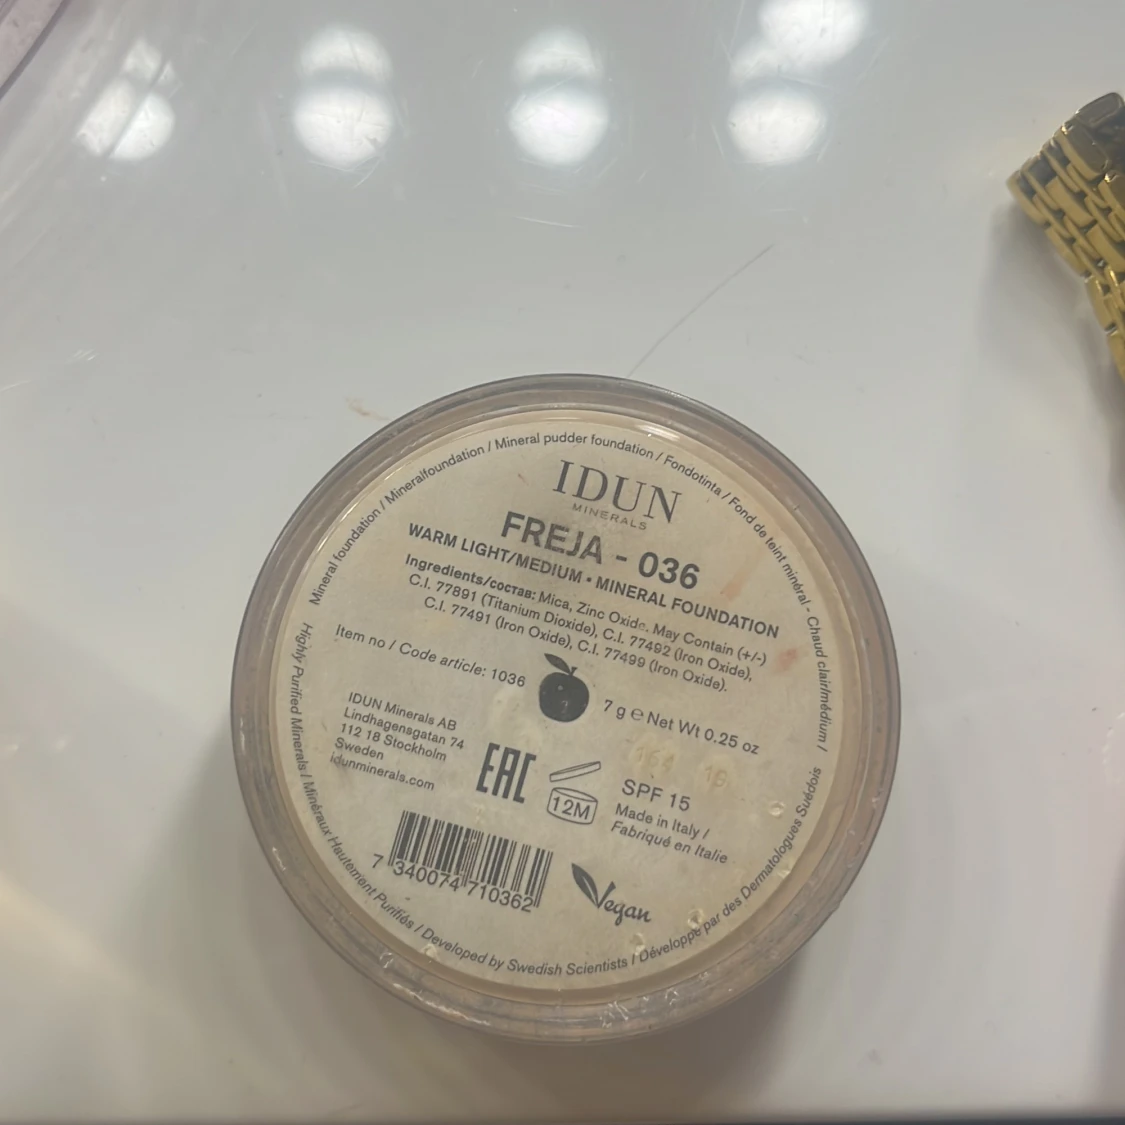 Mineral foundation / Mineralfoundation / Mineral pudder foundation / Fondotinta / Fond de teint minéral - Chaud clair/médium /
IDUN
MINERALS
FREJA - 036
WARM LIGHT/MEDIUM • MINERAL FOUNDATION
Ingredients/состав: Mica, Zinc Oxide. May Contain (+/-)
C.I. 77891 (Titanium Dioxide), C.I. 77492 (Iron Oxide),
C.I. 77491 (Iron Oxide), C.I. 77499 (Iron Oxide).
Item no / Code article: 1036
7 g ℮ Net Wt 0.25 oz
IDUN Minerals AB
Lindhagensgatan 74
112 18 Stockholm
Sweden
idunminerals.com
EAC
12M
SPF 15
Made in Italy /
Fabriqué en Italie
7 340074 710362
Vegan
Highly Purified Minerals / Minéraux Hautement Purifiés / Developed by Swedish Scientists / Développé par des Dermatologues Suédois